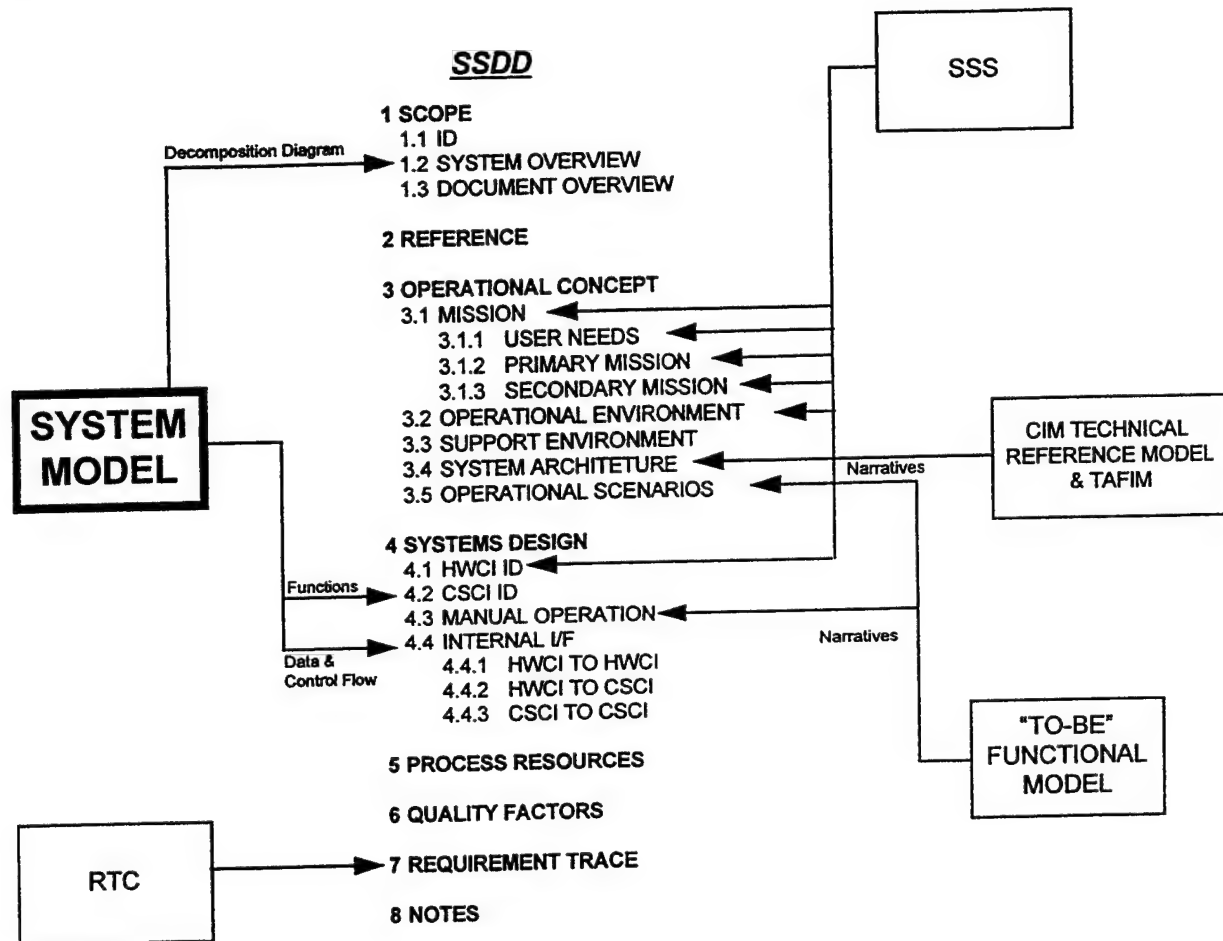 SSDD
SSS
1 SCOPE
1.1 ID
Decomposition Diagram
1.2 SYSTEM OVERVIEW
1.3 DOCUMENT OVERVIEW
2 REFERENCE
3 OPERATIONAL CONCEPT
3.1 MISSION
3.1.1 USER NEEDS
3.1.2 PRIMARY MISSION
3.1.3 SECONDARY MISSION
3.2 OPERATIONAL ENVIRONMENT
3.3 SUPPORT ENVIRONMENT
3.4 SYSTEM ARCHITETURE
3.5 OPERATIONAL SCENARIOS
SYSTEM
MODEL
Narratives
CIM TECHNICAL
REFERENCE MODEL
& TAFIM
4 SYSTEMS DESIGN
4.1 HWCI ID
Functions
4.2 CSCI ID
4.3 MANUAL OPERATION
4.4 INTERNAL I/F
Narratives
Data &
Control Flow
4.4.1 HWCI TO HWCI
4.4.2 HWCI TO CSCI
4.4.3 CSCI TO CSCI
"TO-BE"
FUNCTIONAL
MODEL
5 PROCESS RESOURCES
6 QUALITY FACTORS
7 REQUIREMENT TRACE
RTC
8 NOTES